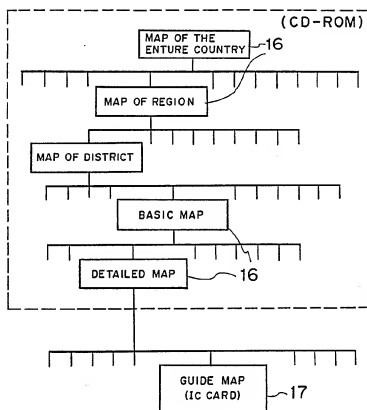 (CD-ROM)
MAP OF THE
ENTURE COUNTRY
16
MAP OF REGION
MAP OF DISTRICT
BASIC MAP
DETAILED MAP
16
GUIDE MAP
(IC CARD)
17